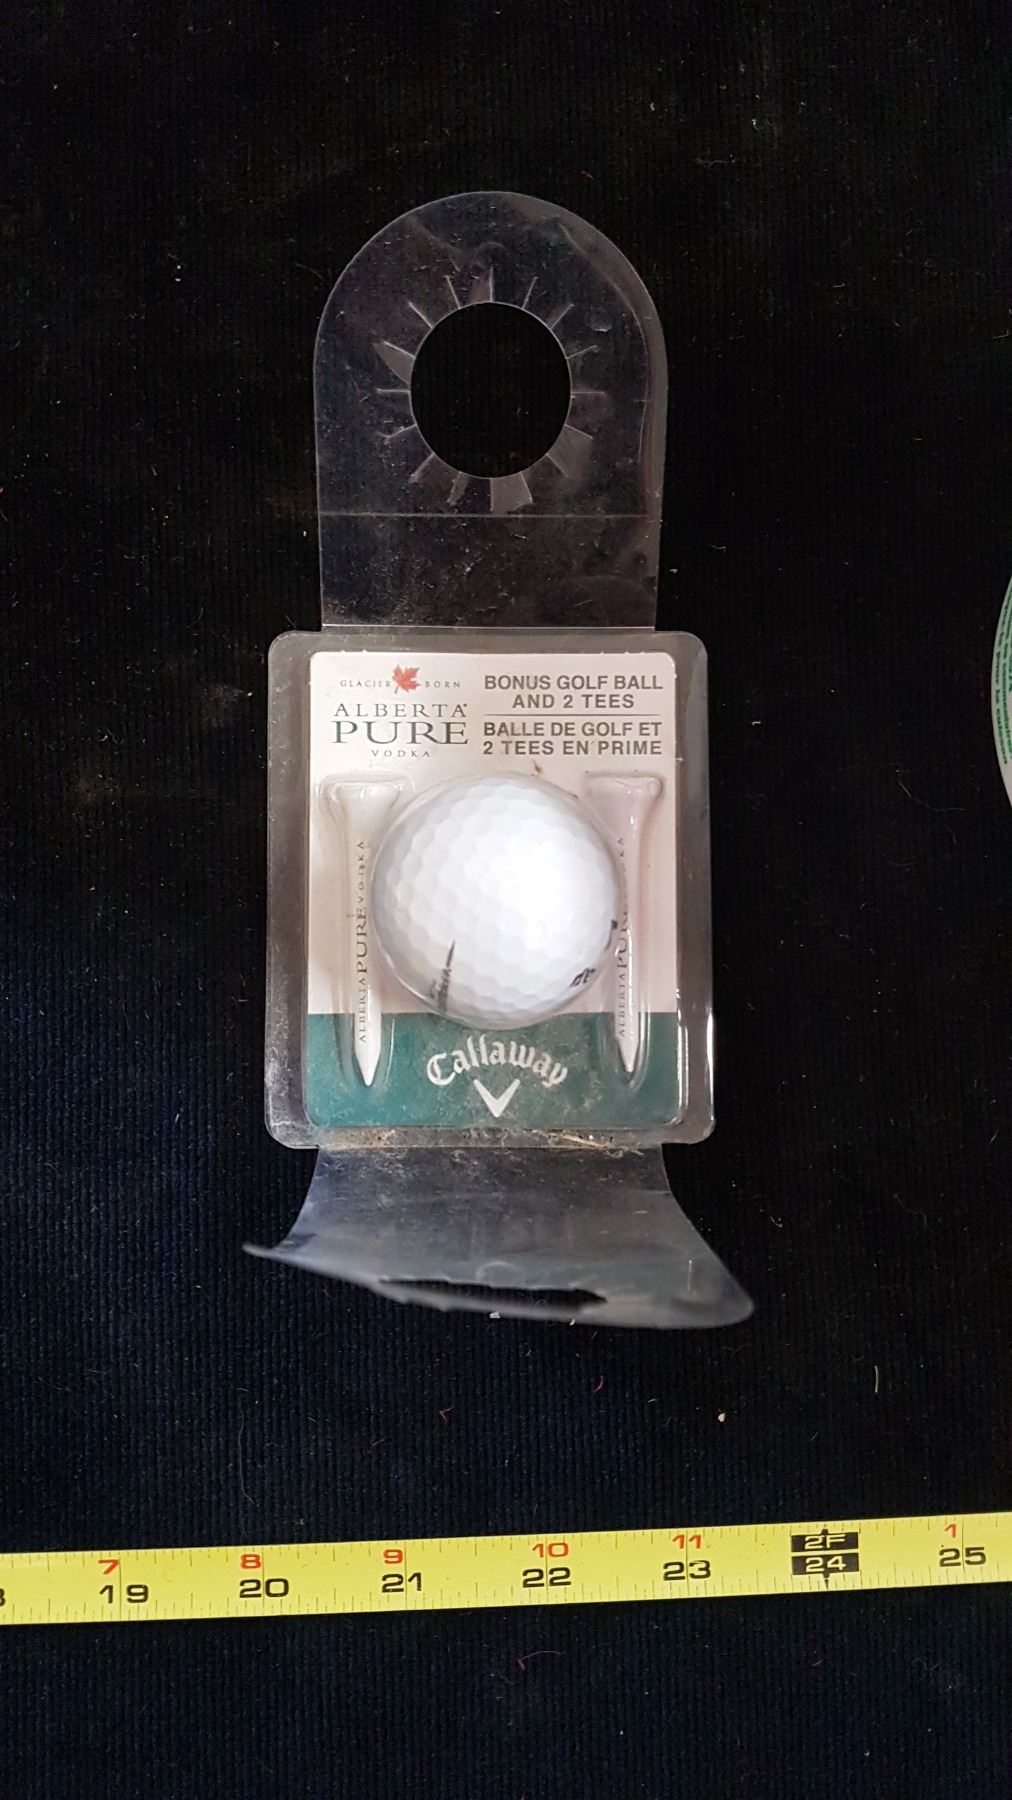 GLACIER BORN
ALBERTA
PURE
VODKA
BONUS GOLF BALL
AND 2 TEES
BALLE DE GOLF ET
2 TEES EN PRIME
ALBERTA PURE VODKA
ALBERTA PURE VODKA
Callaway
7 8 9 10 11 2F 1
19 20 21 22 23 24 25